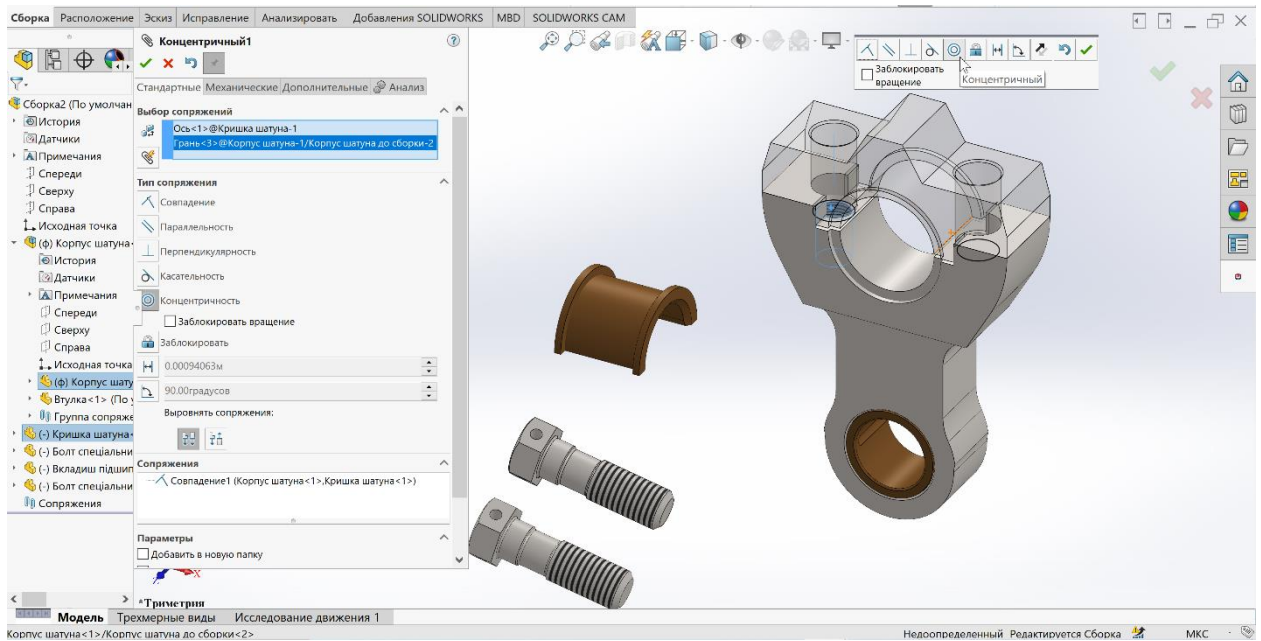 Сборка Расположение Эскиз Исправление Анализировать Добавления SOLIDWORKS MBD SOLIDWORKS CAM
Концентричный1
Стандартные Механические Дополнительные Анализ
Выбор сопряжений
Ось<1>@Кришка шатуна-1
Грань<3>@Корпус шатуна-1/Корпус шатуна до сборки-2
Тип сопряжения
Совпадение
Параллельность
Перпендикулярность
Касательность
Концентричность
Заблокировать вращение
Заблокировать
0.00094063м
90.00градусов
Выровнять сопряжения:
Сопряжения
Совпадение1 (Корпус шатуна<1>,Кришка шатуна<1>)
Параметры
Добавить в новую папку
Сборка2 (По умолчан
История
Датчики
Примечания
Спереди
Сверху
Справа
Исходная точка
(ф) Корпус шатуна
История
Датчики
Примечания
Спереди
Сверху
Справа
Исходная точка
(ф) Корпус шату
Втулка<1> (По у
Группа сопряже
(-) Кришка шатуна
(-) Болт спеціальни
(-) Вкладиш підшип
(-) Болт спеціальни
Сопряжения
Заблокировать
вращение
Концентричный
X
*Триметрия
Модель Трехмерные виды Исследование движения 1
Корпус шатуна<1>/Корпус шатуна до сборки<2>
Недоопределенный Редактируется Сборка МКС